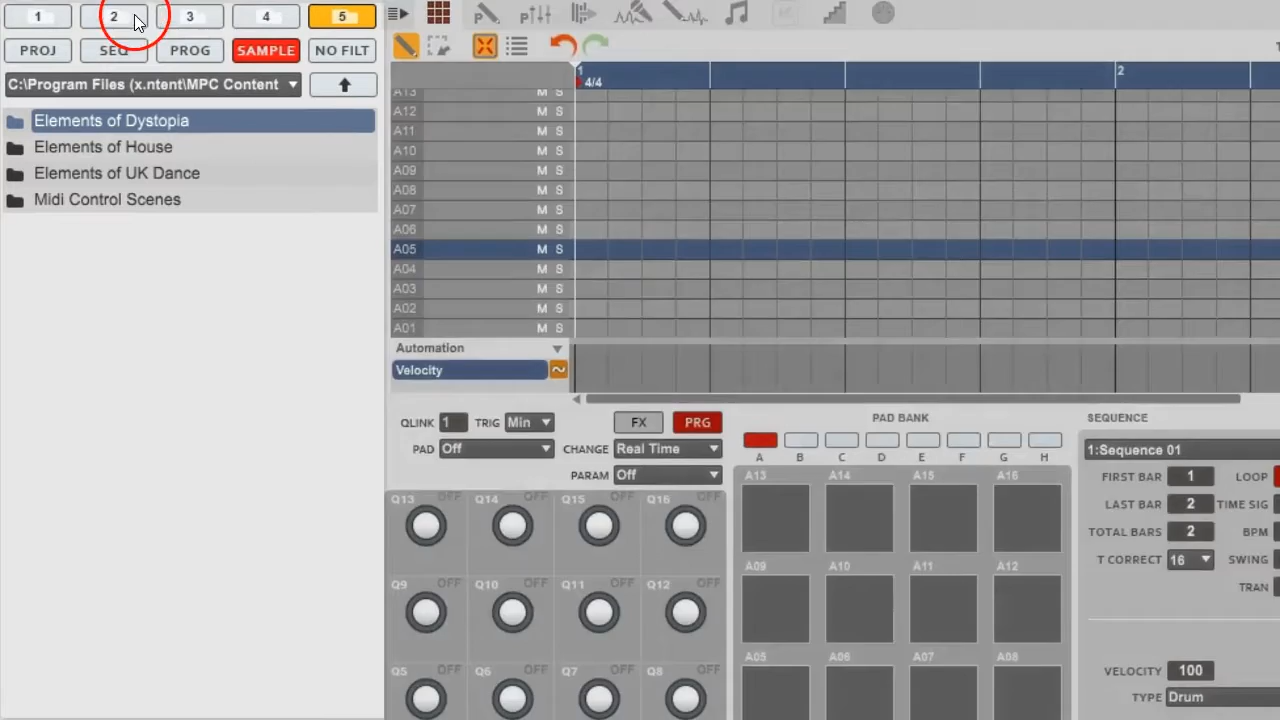 1 2 3 4 5
PROJ SEQ PROG SAMPLE NO FILT
C:\Program Files (x.ntent\MPC Content
Elements of Dystopia
Elements of House
Elements of UK Dance
Midi Control Scenes
1 2
4/4
A13 M S
A12 M S
A11 M S
A10 M S
A09 M S
A08 M S
A07 M S
A06 M S
A05 M S
A04 M S
A03 M S
A02 M S
A01 M S
Automation
Velocity
QLINK 1 TRIG Min FX PRG
PAD Off CHANGE Real Time
PARAM Off
Q13 OFF Q14 OFF Q15 OFF Q16 OFF
Q9 OFF Q10 OFF Q11 OFF Q12 OFF
Q5 OFF Q6 OFF Q7 OFF Q8 OFF
PAD BANK
A B C D E F G H
A13 A14 A15 A16
A09 A10 A11 A12
A05 A06 A07 A08
SEQUENCE
1:Sequence 01
FIRST BAR 1 LOOP
LAST BAR 2 TIME SIG
TOTAL BARS 2 BPM
T CORRECT 16 SWING
TRAN
VELOCITY 100
TYPE Drum